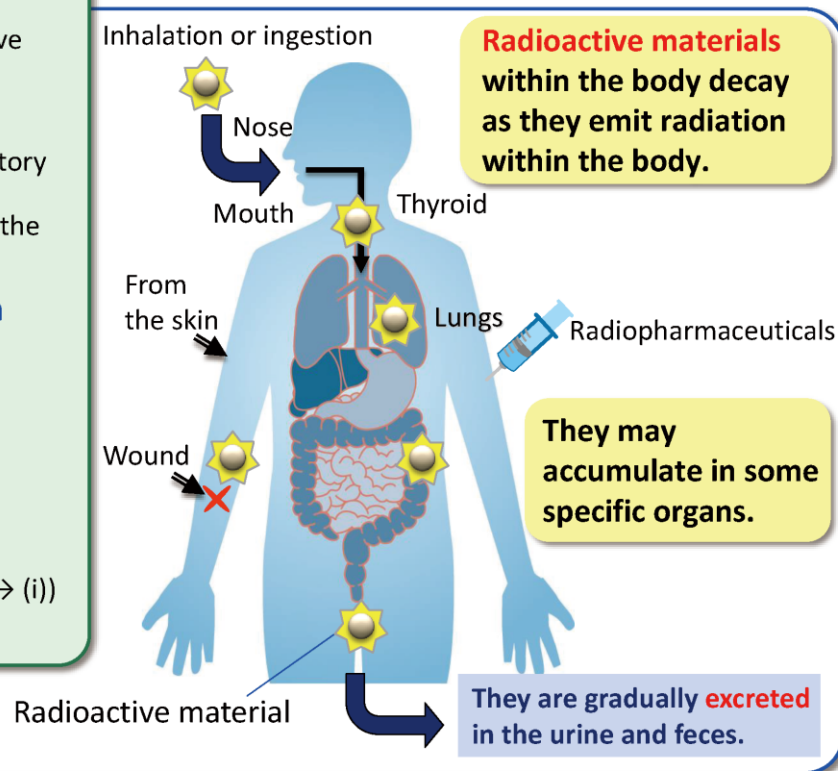 ve
tory
the
→ (i))
Inhalation or ingestion
Nose
Mouth
Thyroid
From
the skin
Lungs
Radiopharmaceuticals
Wound
Radioactive material
Radioactive materials
within the body decay
as they emit radiation
within the body.
They may
accumulate in some
specific organs.
They are gradually excreted
in the urine and feces.